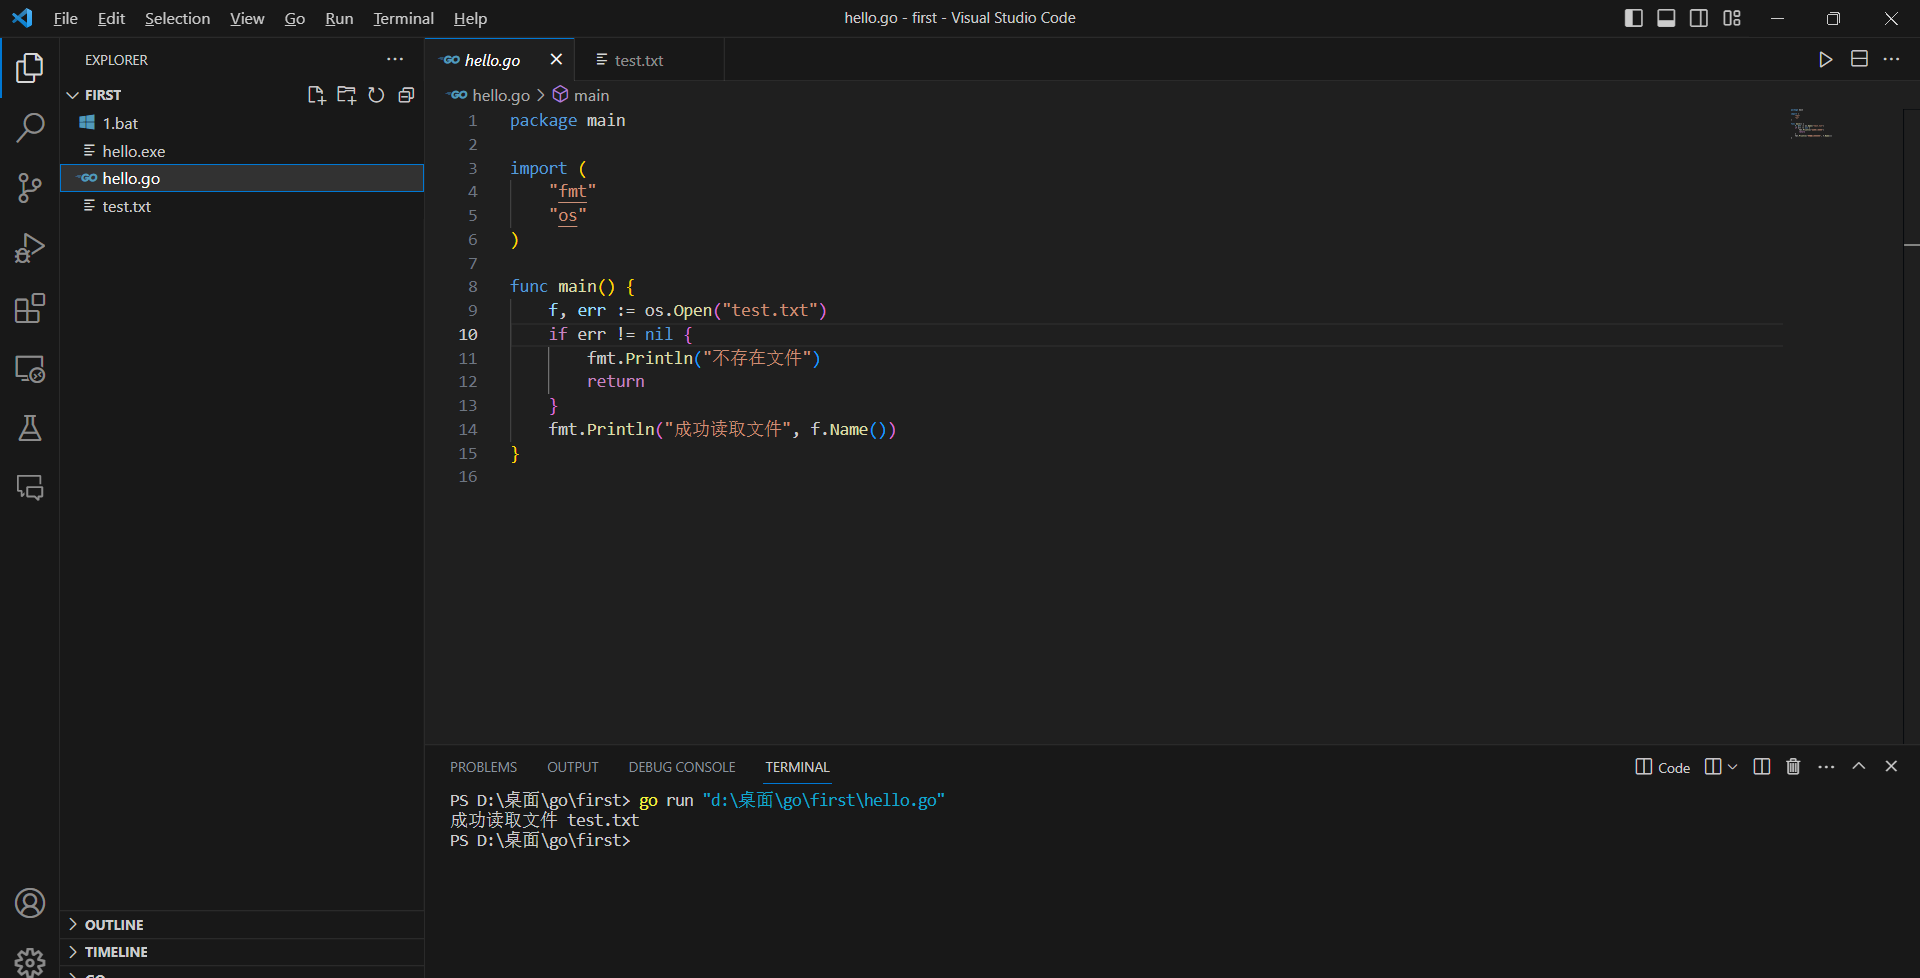 File Edit Selection View Go Run Terminal Help
hello.go - first - Visual Studio Code
EXPLORER
FIRST
1.bat
hello.exe
GO hello.go
test.txt
OUTLINE
TIMELINE
GO
GO hello.go
test.txt
GO hello.go > main
1 package main
2
3 import (
4 "fmt"
5 "os"
6 )
7
8 func main() {
9 f, err := os.Open("test.txt")
10 if err != nil {
11 fmt.Println("不存在文件")
12 return
13 }
14 fmt.Println("成功读取文件", f.Name())
15 }
16
PROBLEMS OUTPUT DEBUG CONSOLE TERMINAL
Code
PS D:\桌面\go\first> go run "d:\桌面\go\first\hello.go"
成功读取文件 test.txt
PS D:\桌面\go\first>